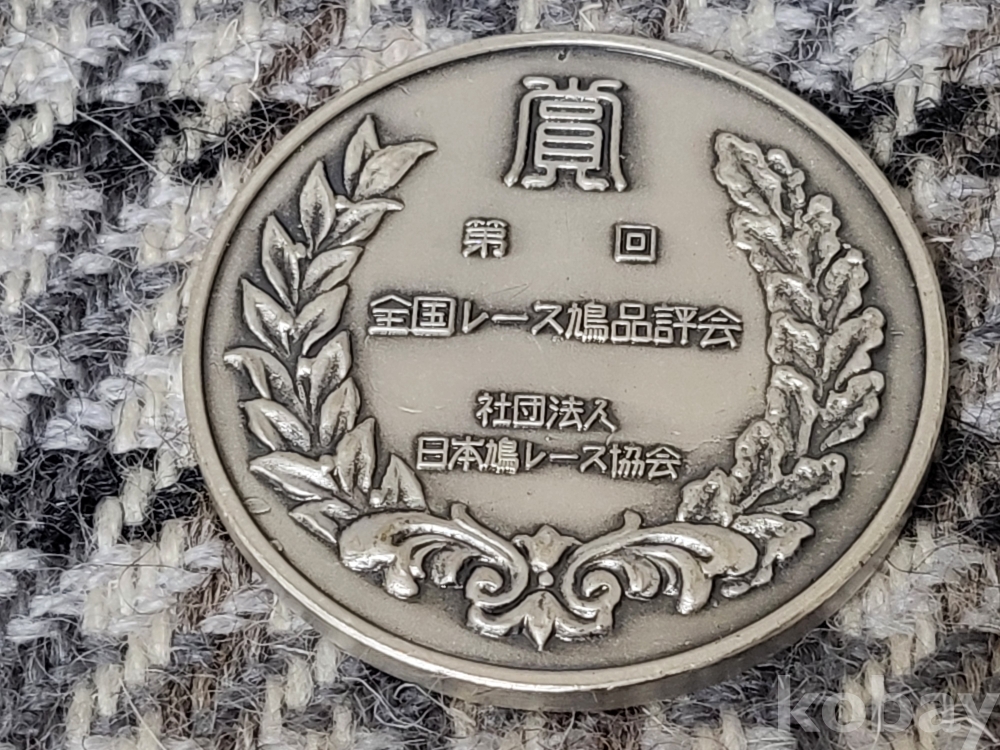 賞
第 回
全国レース鳩品評会
社団法人
日本鳩レース協会
kobay